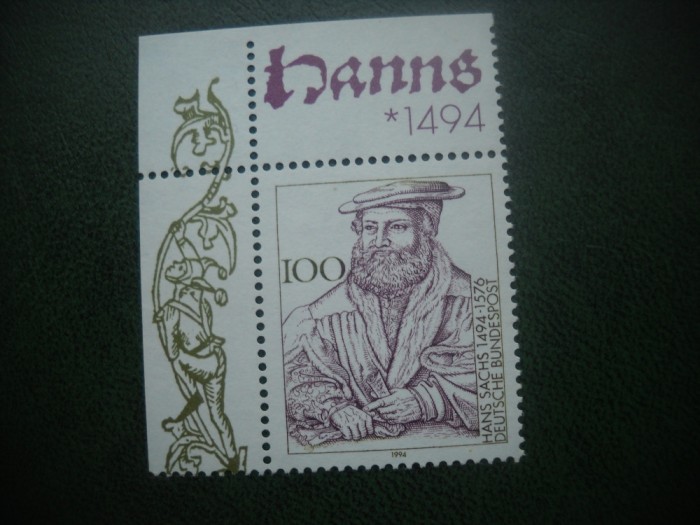 Hanns
*1494
100
HANS SACHS 1494-1576
DEUTSCHE BUNDESPOST
1994